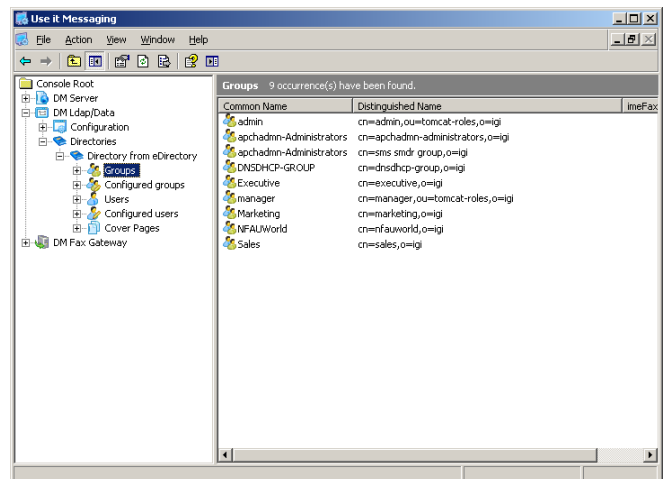 Use it Messaging
File Action View Window Help
Console Root
DM Server
DM Ldap/Data
Configuration
Directories
Directory from eDirectory
Groups
Configured groups
Users
Configured users
Cover Pages
DM Fax Gateway
Groups 9 occurrence(s) have been found.
Common Name Distinguished Name imeFax
admin cn=admin,ou=tomcat-roles,o=igi
apchadmn-Administrators cn=apchadmn-administrators,o=igi
apchadmn-Administrators cn=sms smdr group,o=igi
DNSDHCP-GROUP cn=dnsdhcp-group,o=igi
Executive cn=executive,o=igi
manager cn=manager,ou=tomcat-roles,o=igi
Marketing cn=marketing,o=igi
NFAUWorld cn=nfauworld,o=igi
Sales cn=sales,o=igi